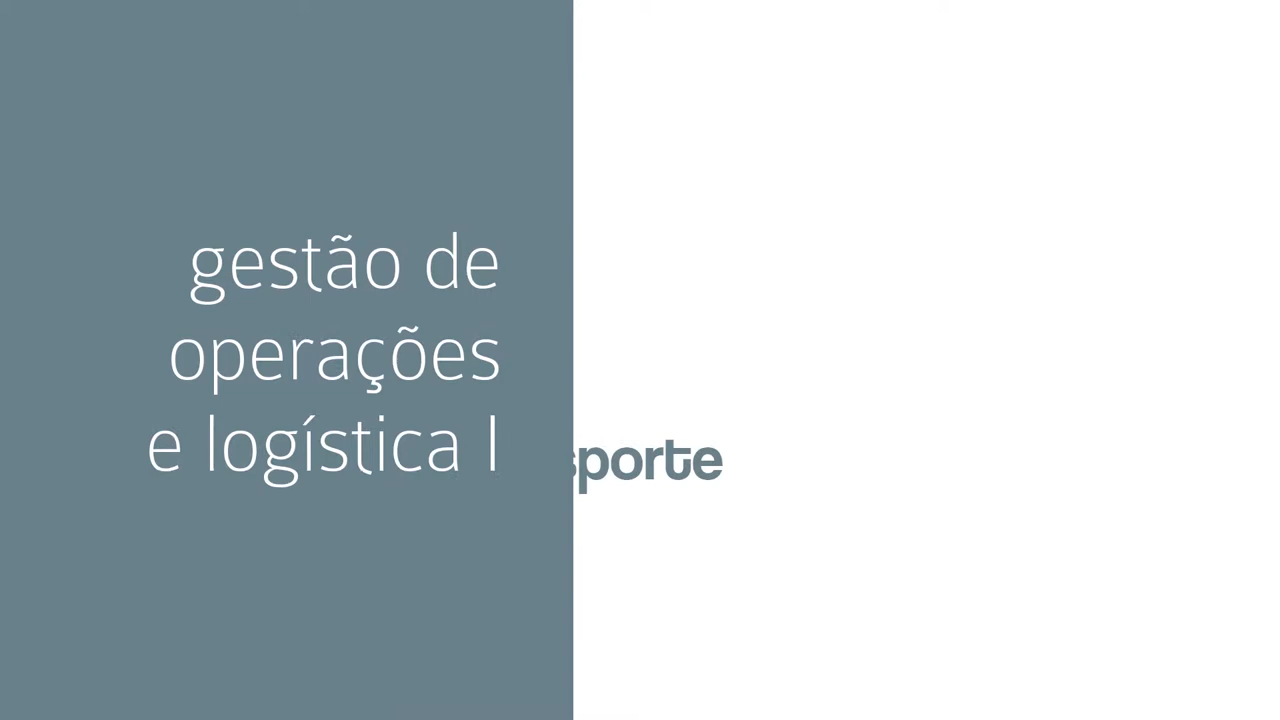 gestão de
operações
e logística I
sporte